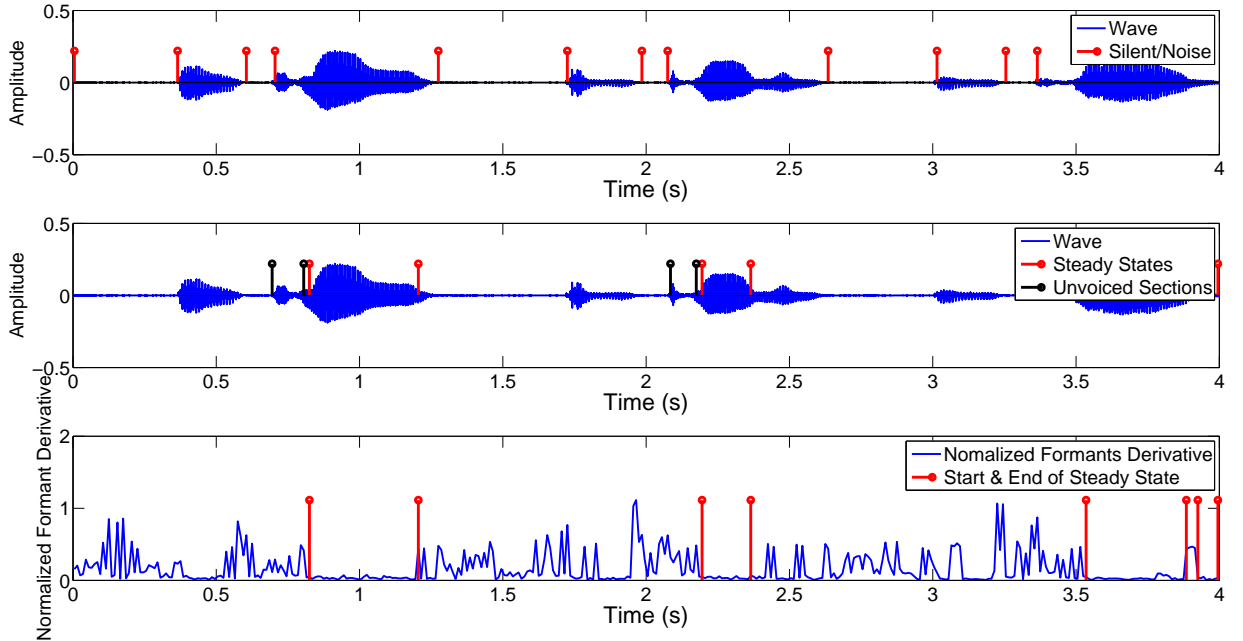 0.5
0
−0.5
Amplitude
0 0.5 1 1.5 2 2.5 3 3.5 4
Time (s)
Wave
Silent/Noise
0.5
0
−0.5
Amplitude
0 0.5 1 1.5 2 2.5 3 3.5 4
Time (s)
Wave
Steady States
Unvoiced Sections
2
1
0
Normalized Formant Derivative
0 0.5 1 1.5 2 2.5 3 3.5 4
Time (s)
Nomalized Formants Derivative
Start & End of Steady State